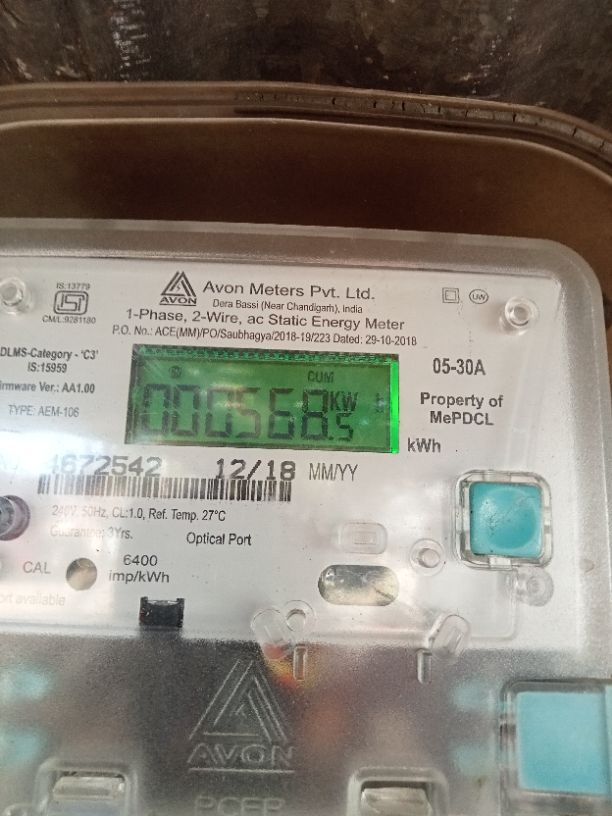 IS:13779
ISI
CM/L:9281180
AVON
Avon Meters Pvt. Ltd.
Dera Bassi (Near Chandigarh), India
1-Phase, 2-Wire, ac Static Energy Meter
P.O. No.: ACE(MM)/PO/Saubhagya/2018-19/223 Dated: 29-10-2018
DLMS-Category - 'C3'
IS:15959
irmware Ver.: AA1.00
TYPE: AEM-106
CUM
000568.5 KW
05-30A
Property of
MePDCL
kWh
4672542 12/18 MM/YY
240V, 50Hz, CL:1.0, Ref. Temp. 27°C
Guarantee: 3Yrs.
Optical Port
CAL
6400
imp/kWh
ort available
AVON